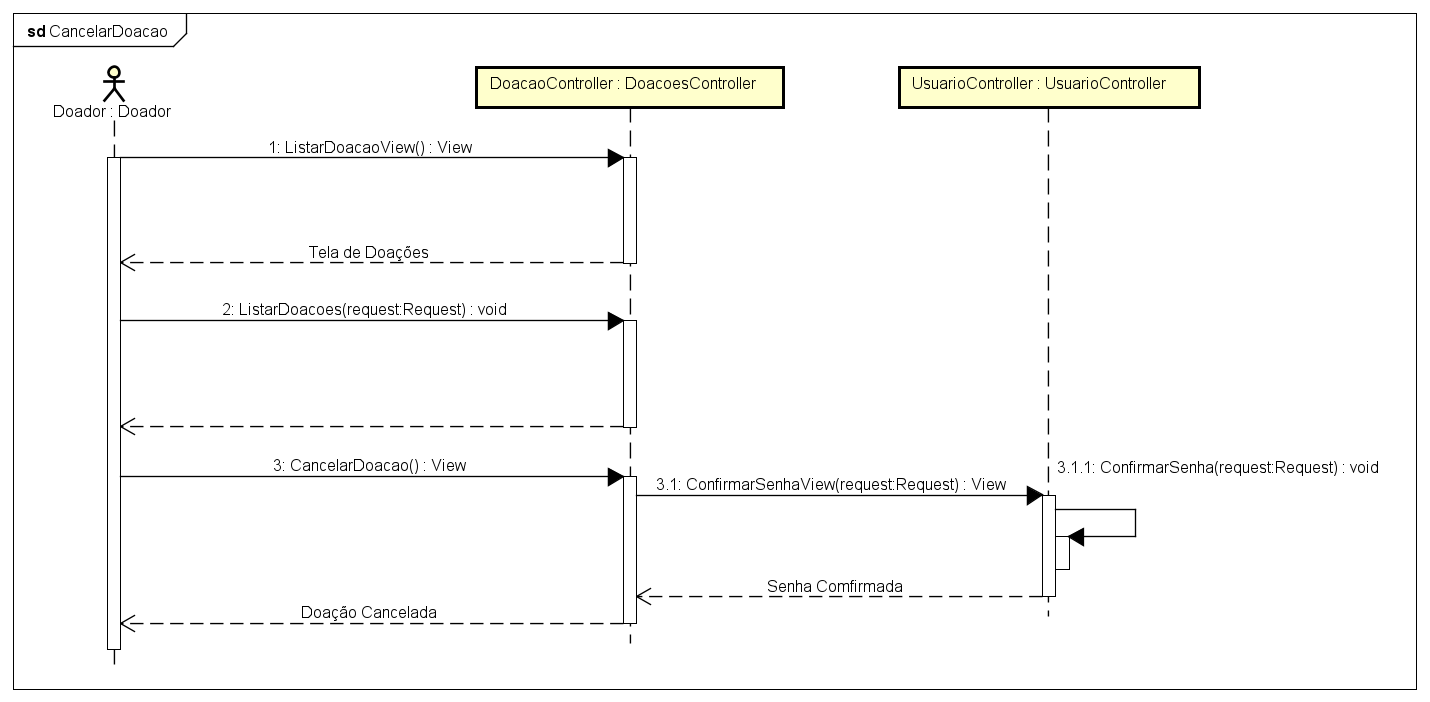 sd CancelarDoacao
Doador : Doador
DoacaoController : DoacoesController
UsuarioController : UsuarioController
1: ListarDoacaoView() : View
Tela de Doações
2: ListarDoacoes(request:Request) : void
3: CancelarDoacao() : View
3.1: ConfirmarSenhaView(request:Request) : View
3.1.1: ConfirmarSenha(request:Request) : void
Senha Comfirmada
Doação Cancelada